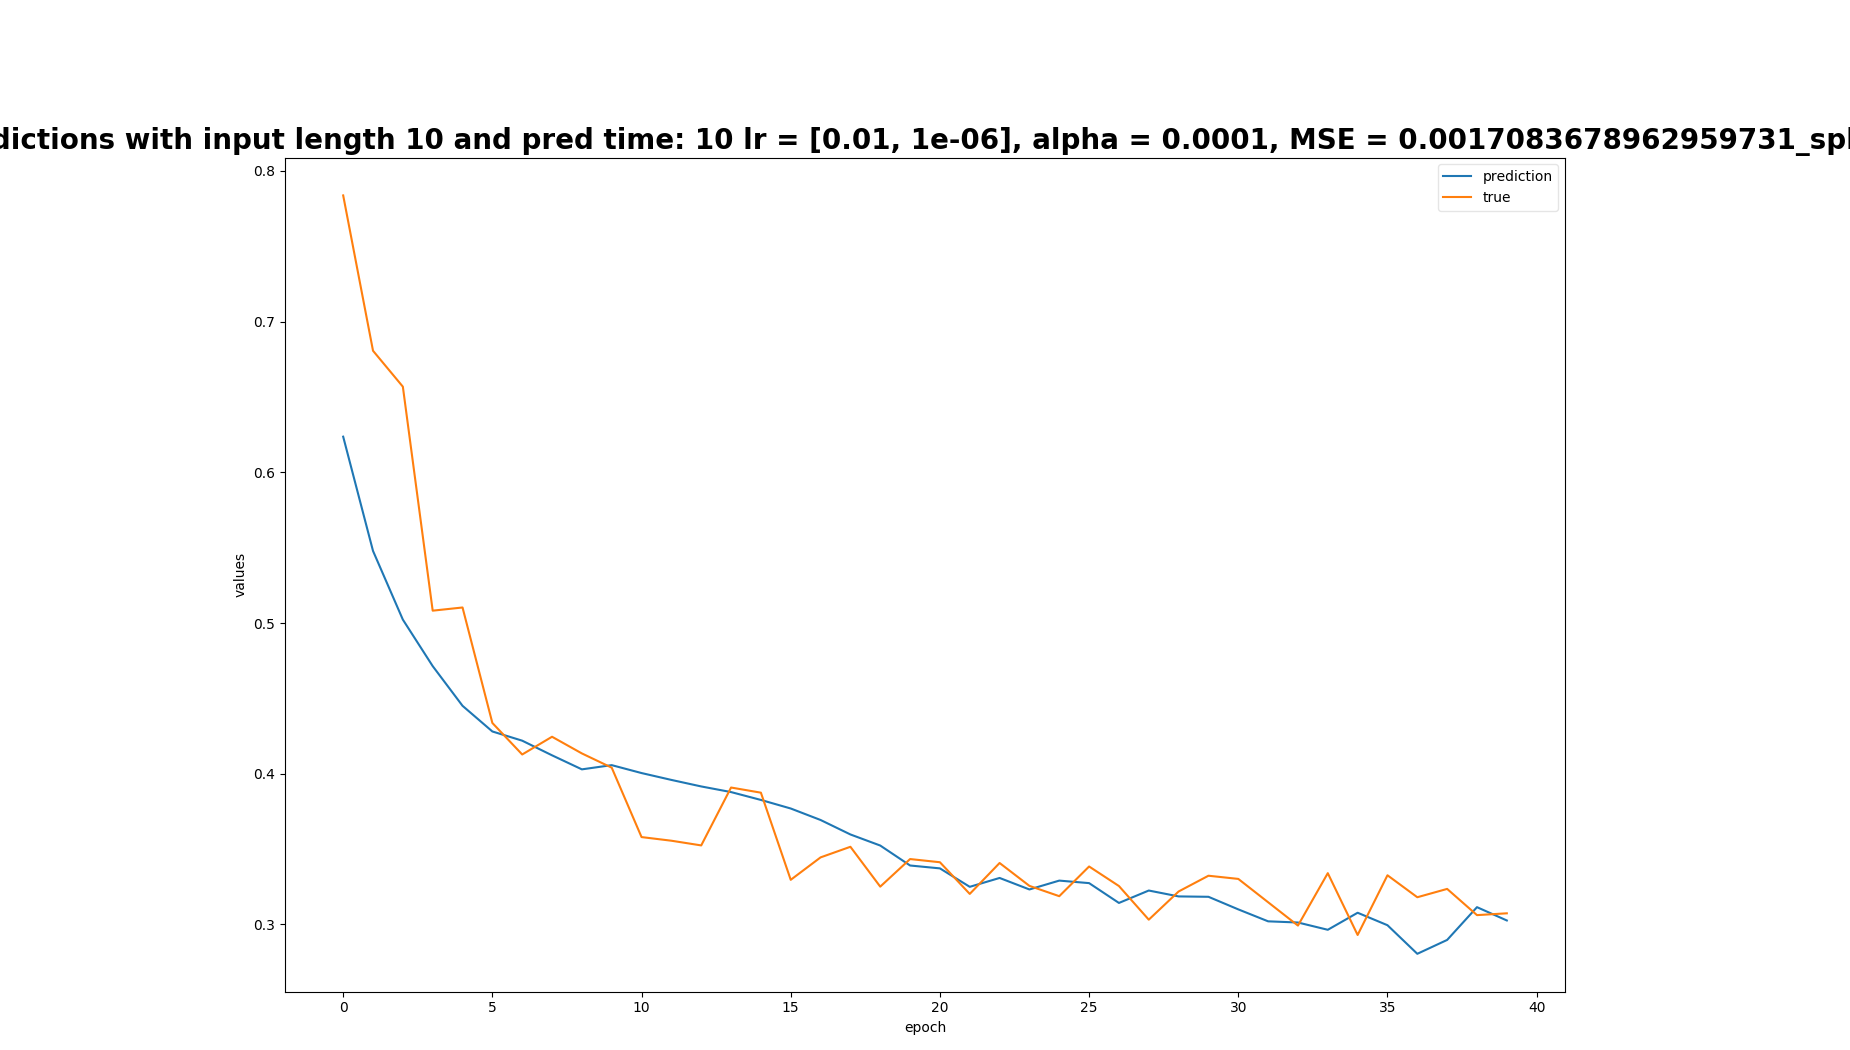 dictions with input length 10 and pred time: 10 lr = [0.01, 1e-06], alpha = 0.0001, MSE = 0.0017083678962959731_spl
prediction
true
0.8
0.7
0.6
0.5
0.4
0.3
values
0 5 10 15 20 25 30 35 40
epoch